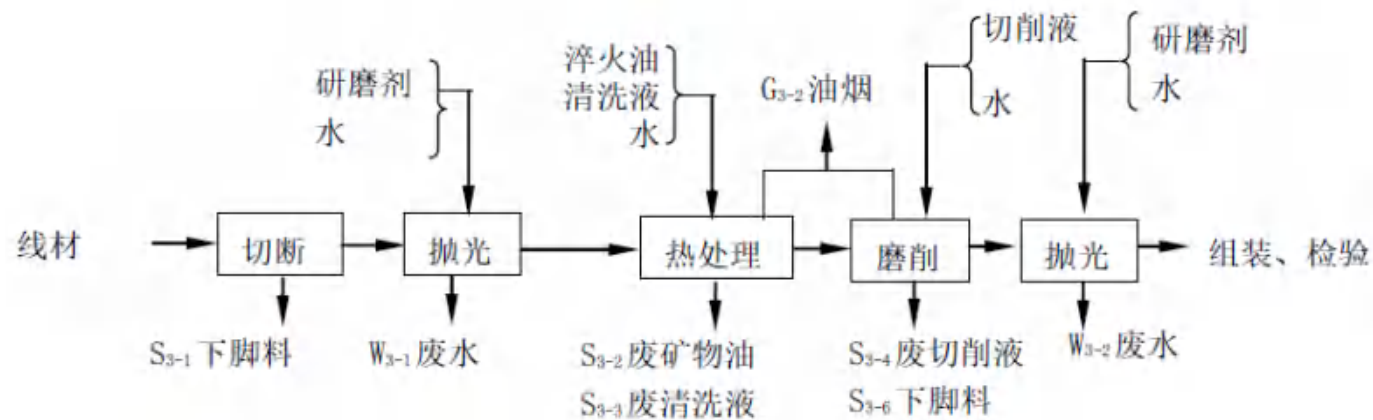 切削液
水
研磨剂
水
淬火油
清洗液
水
G3-2油烟
研磨剂
水
线材
切断
抛光
热处理
磨削
抛光
组装、检验
S3-1下脚料
W3-1废水
S3-2废矿物油
S3-3废清洗液
S3-4废切削液
S3-6下脚料
W3-2废水